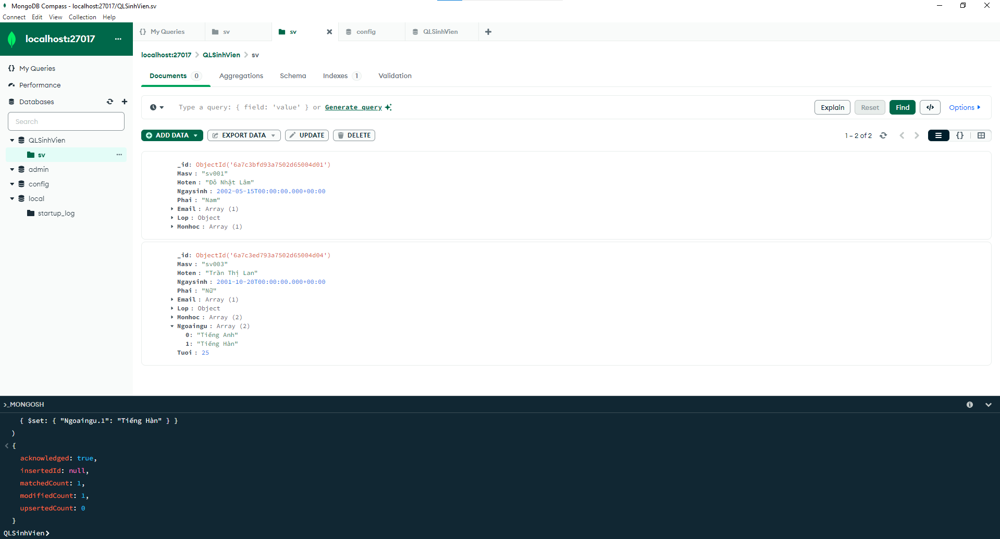 MongoDB Compass - localhost:27017/QLSinhVien.sv
Connect Edit View Collection Help
localhost:27017 ...
My Queries
Performance
Databases
Search
QLSinhVien
sv ...
admin
config
local
startup_log
{} My Queries sv sv config QLSinhVien
localhost:27017 > QLSinhVien > sv
Documents 0 Aggregations Schema Indexes 1 Validation
Type a query: { field: 'value' } or Generate query
Explain Reset Find </> Options
ADD DATA EXPORT DATA UPDATE DELETE
1 – 2 of 2
_id: ObjectId('6a7c3bfd93a7502d65004d01')
Masv : "sv001"
Hoten : "Đỗ Nhật Lâm"
Ngaysinh : 2002-05-15T00:00:00.000+00:00
Phai : "Nam"
Email : Array (1)
Lop : Object
Monhoc : Array (1)
_id: ObjectId('6a7c3ed793a7502d65004d04')
Masv : "sv003"
Hoten : "Trần Thị Lan"
Ngaysinh : 2001-10-20T00:00:00.000+00:00
Phai : "Nữ"
Email : Array (1)
Lop : Object
Monhoc : Array (2)
Ngoaingu : Array (2)
0: "Tiếng Anh"
1: "Tiếng Hàn"
Tuoi : 25
>_MONGOSH
{ $set: { "Ngoaingu.1": "Tiếng Hàn" } }
)
< {
acknowledged: true,
insertedId: null,
matchedCount: 1,
modifiedCount: 1,
upsertedCount: 0
}
QLSinhVien>